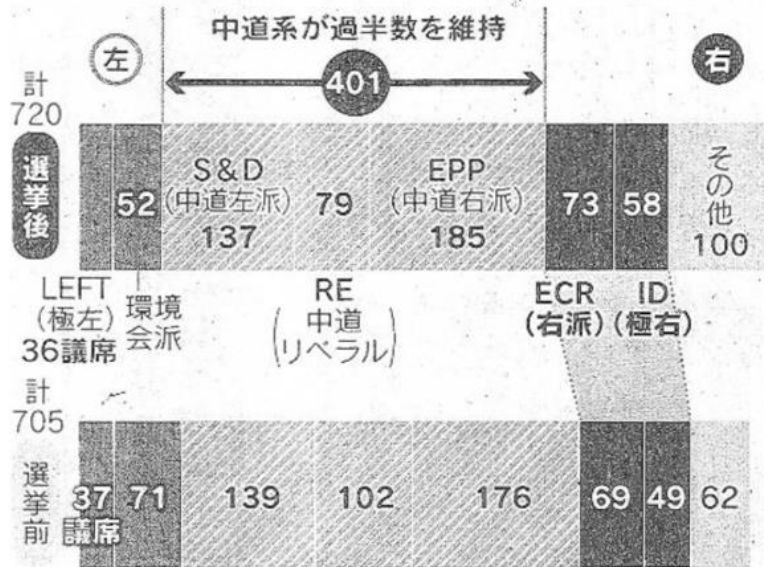 中道系が過半数を維持
左
401
右
計
720
選挙後
52
S&D
(中道左派)
137
79
EPP
(中道右派)
185
73
58
その他
100
LEFT
(極左)
36議席
環境
会派
RE
(中道
リベラル)
ECR
(右派)
ID
(極右)
計
705
選挙前
37
議席
71
139
102
176
69
49
62